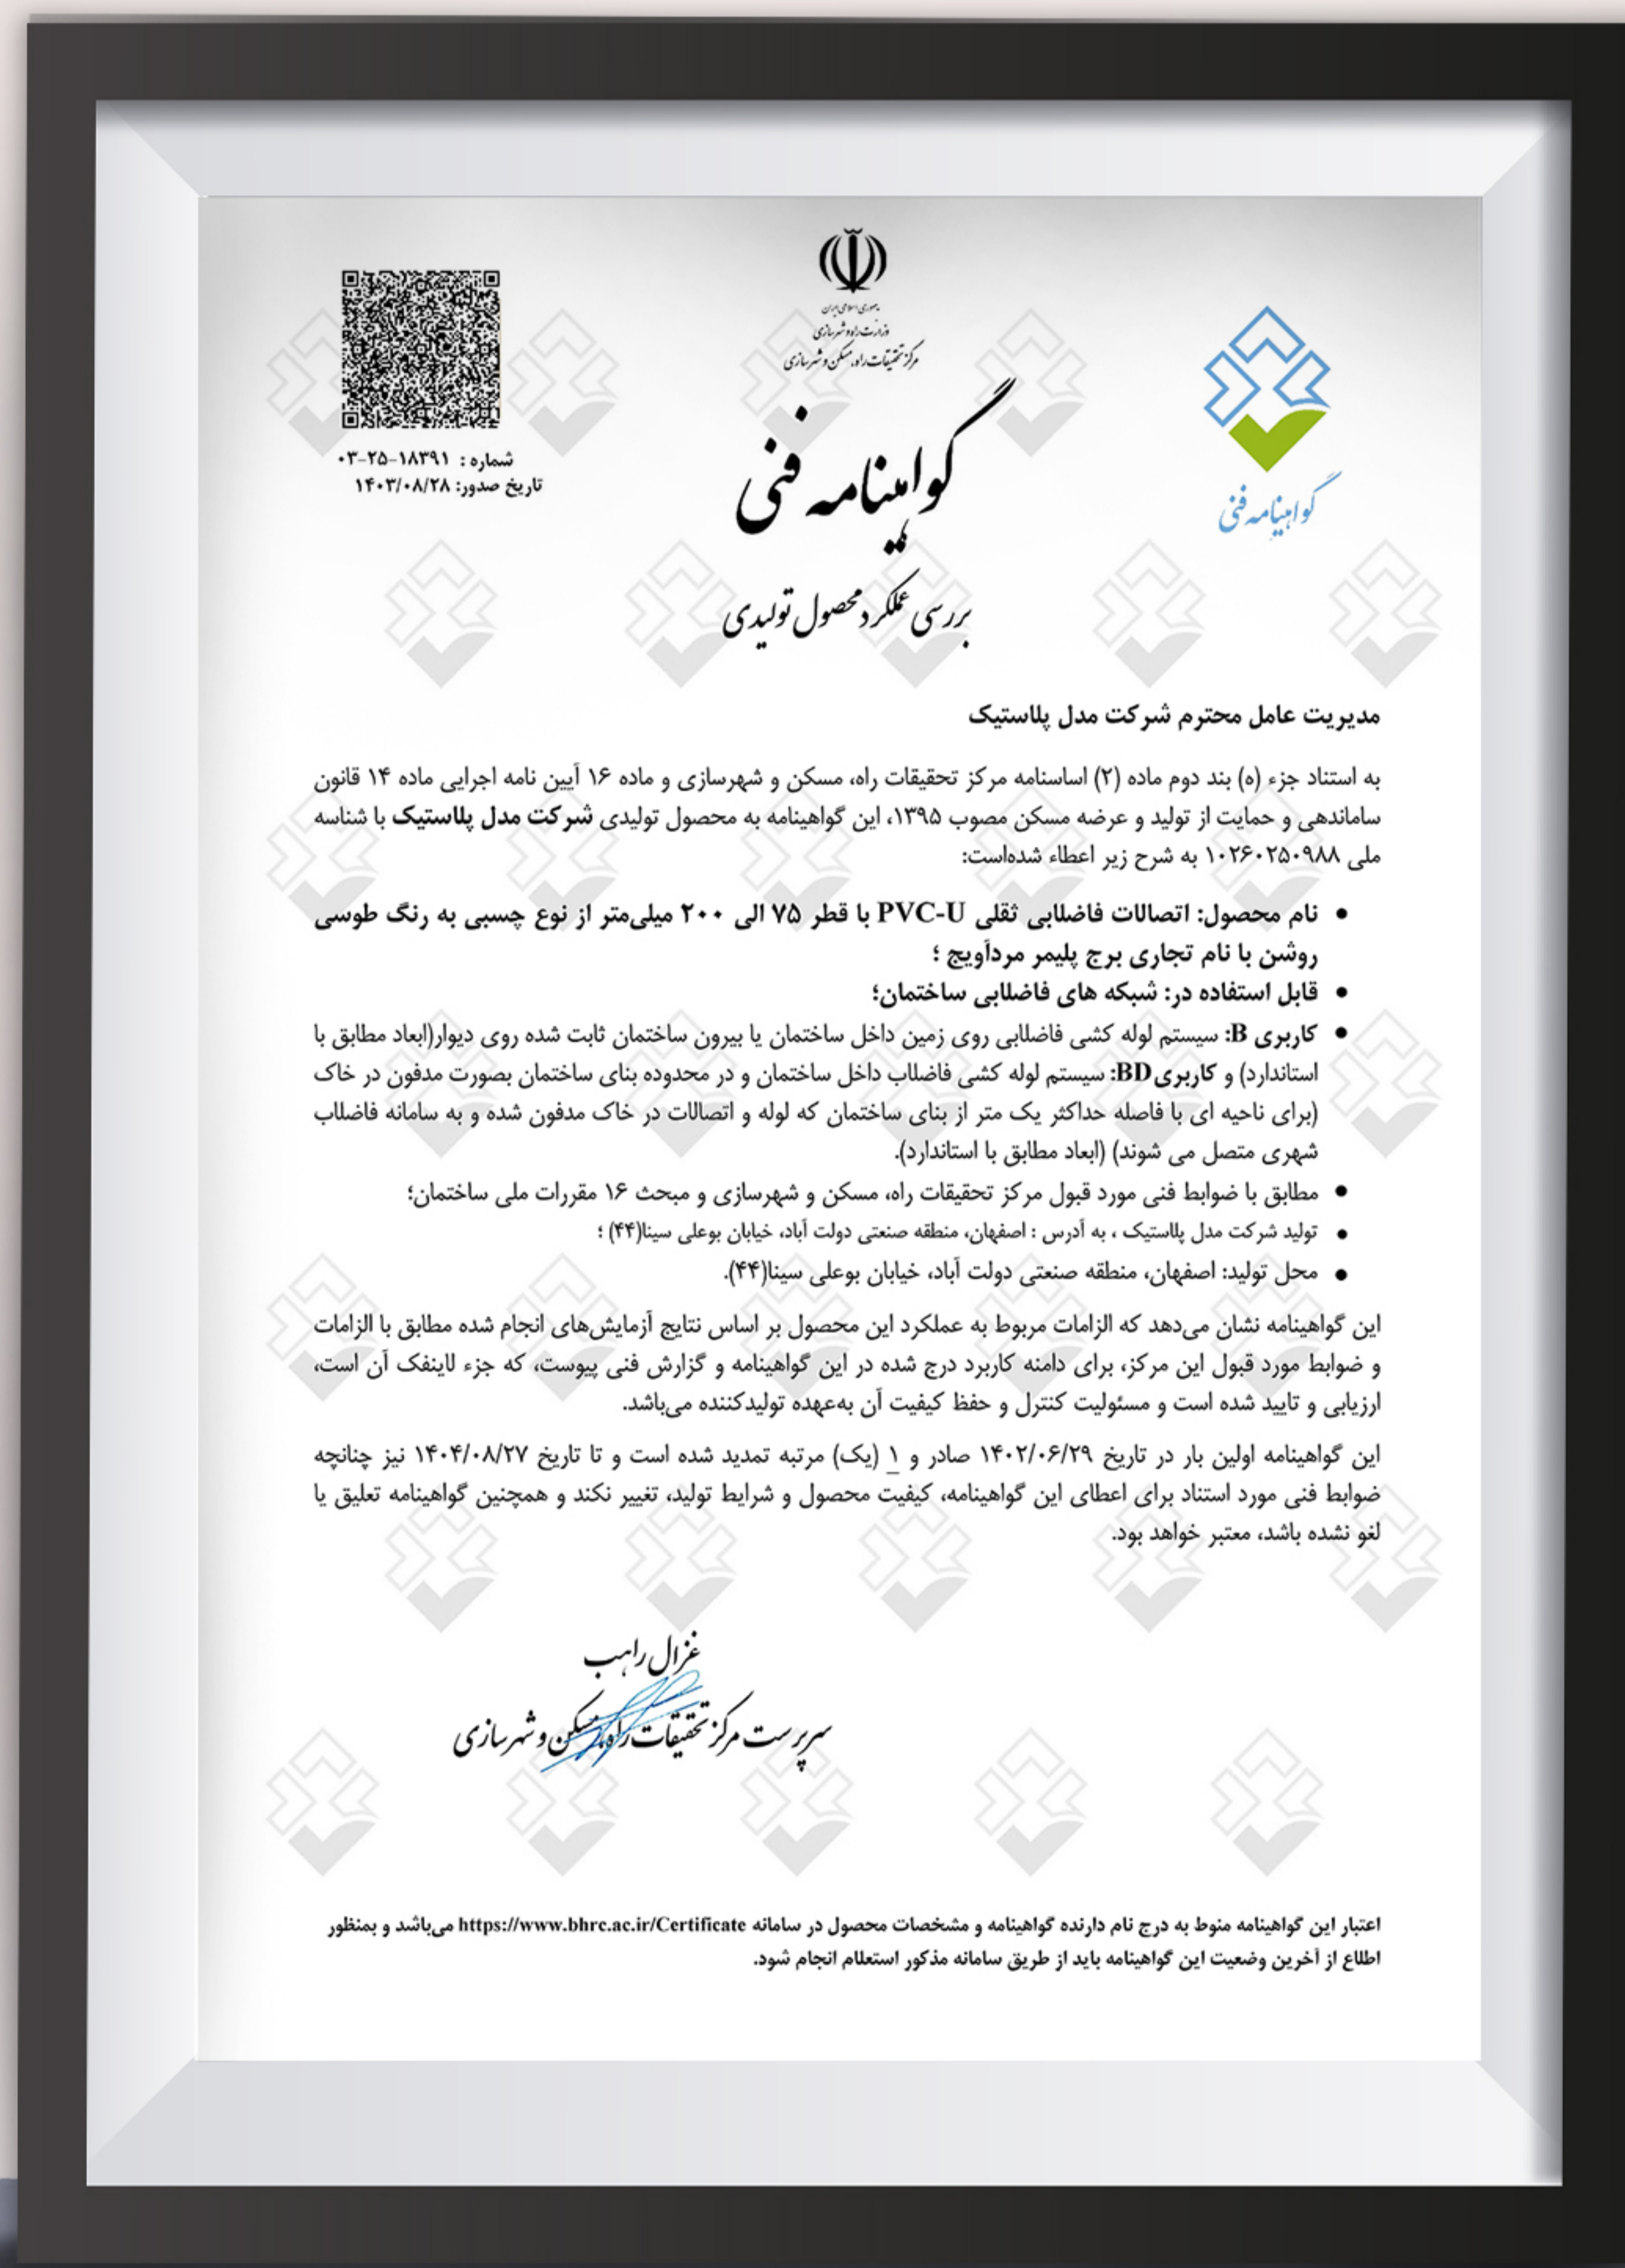 جمهوری اسلامی ایران
وزارت راه و شهرسازی
مرکز تحقیقات راه، مسکن و شهرسازی
گواهینامه فنی
بررسی عملکرد محصول تولیدی
گواهینامه فنی
شماره : ۱۸۳۹۱-۲۵-۰۳
تاریخ صدور: ۱۴۰۳/۰۸/۲۸
مدیریت عامل محترم شرکت مدل پلاستیک
به استناد جزء (ه) بند دوم ماده (۲) اساسنامه مرکز تحقیقات راه، مسکن و شهرسازی و ماده ۱۶ آیین نامه اجرایی ماده ۱۴ قانون
ساماندهی و حمایت از تولید و عرضه مسکن مصوب ۱۳۹۵، این گواهینامه به محصول تولیدی شرکت مدل پلاستیک با شناسه
ملی ۱۰۲۶۰۲۵۰۹۸۸ به شرح زیر اعطاء شده‌است:
• نام محصول: اتصالات فاضلابی ثقلی PVC-U با قطر ۷۵ الی ۲۰۰ میلی‌متر از نوع چسبی به رنگ طوسی
روشن با نام تجاری برج پلیمر مرداَویج ؛
• قابل استفاده در: شبکه های فاضلابی ساختمان؛
• کاربری B: سیستم لوله کشی فاضلابی روی زمین داخل ساختمان یا بیرون ساختمان ثابت شده روی دیوار(ابعاد مطابق با
استاندارد) و کاربریBD: سیستم لوله کشی فاضلاب داخل ساختمان و در محدوده بنای ساختمان بصورت مدفون در خاک
(برای ناحیه ای با فاصله حداکثر یک متر از بنای ساختمان که لوله و اتصالات در خاک مدفون شده و به سامانه فاضلاب
شهری متصل می شوند) (ابعاد مطابق با استاندارد).
• مطابق با ضوابط فنی مورد قبول مرکز تحقیقات راه، مسکن و شهرسازی و مبحث ۱۶ مقررات ملی ساختمان؛
• تولید شرکت مدل پلاستیک ، به آدرس : اصفهان، منطقه صنعتی دولت آباد، خیابان بوعلی سینا(۴۴) ؛
• محل تولید: اصفهان، منطقه صنعتی دولت آباد، خیابان بوعلی سینا(۴۴).
این گواهینامه نشان می‌دهد که الزامات مربوط به عملکرد این محصول بر اساس نتایج آزمایش‌های انجام شده مطابق با الزامات
و ضوابط مورد قبول این مرکز، برای دامنه کاربرد درج شده در این گواهینامه و گزارش فنی پیوست، که جزء لاینفک آن است،
ارزیابی و تایید شده است و مسئولیت کنترل و حفظ کیفیت آن به‌عهده تولیدکننده می‌باشد.
این گواهینامه اولین بار در تاریخ ۱۴۰۲/۰۶/۲۹ صادر و ۱ (یک) مرتبه تمدید شده است و تا تاریخ ۱۴۰۴/۰۸/۲۷ نیز چنانچه
ضوابط فنی مورد استناد برای اعطای این گواهینامه، کیفیت محصول و شرایط تولید، تغییر نکند و همچنین گواهینامه تعلیق یا
لغو نشده باشد، معتبر خواهد بود.
غزال راهب
سرپرست مرکز تحقیقات راه، مسکن و شهرسازی
اعتبار این گواهینامه منوط به درج نام دارنده گواهینامه و مشخصات محصول در سامانه https://www.bhrc.ac.ir/Certificate می‌باشد و بمنظور
اطلاع از آخرین وضعیت این گواهینامه باید از طریق سامانه مذکور استعلام انجام شود.